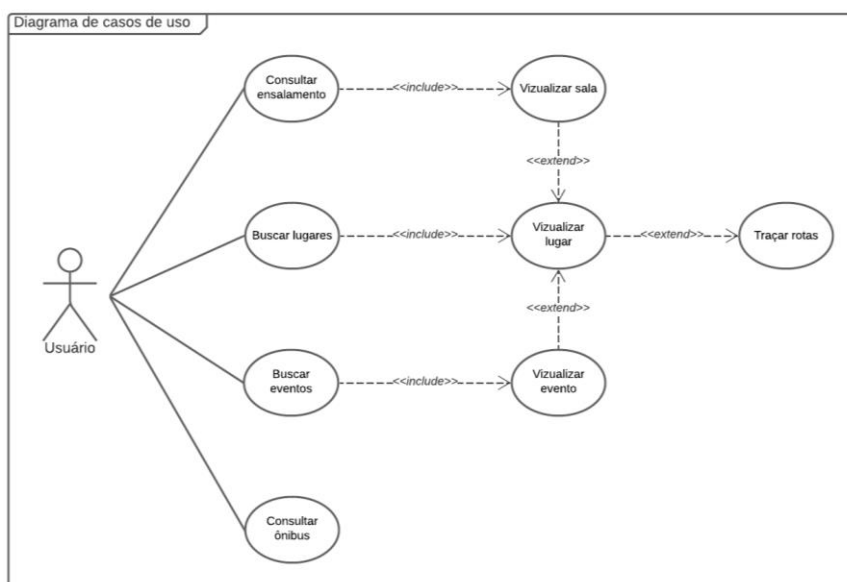 Diagrama de casos de uso
Consultar
ensalamento
<<include>>
Vizualizar sala
<<extend>>
Buscar lugares
<<include>>
Vizualizar
lugar
<<extend>>
Traçar rotas
<<extend>>
Usuário
Buscar
eventos
<<include>>
Vizualizar
evento
Consultar
ônibus